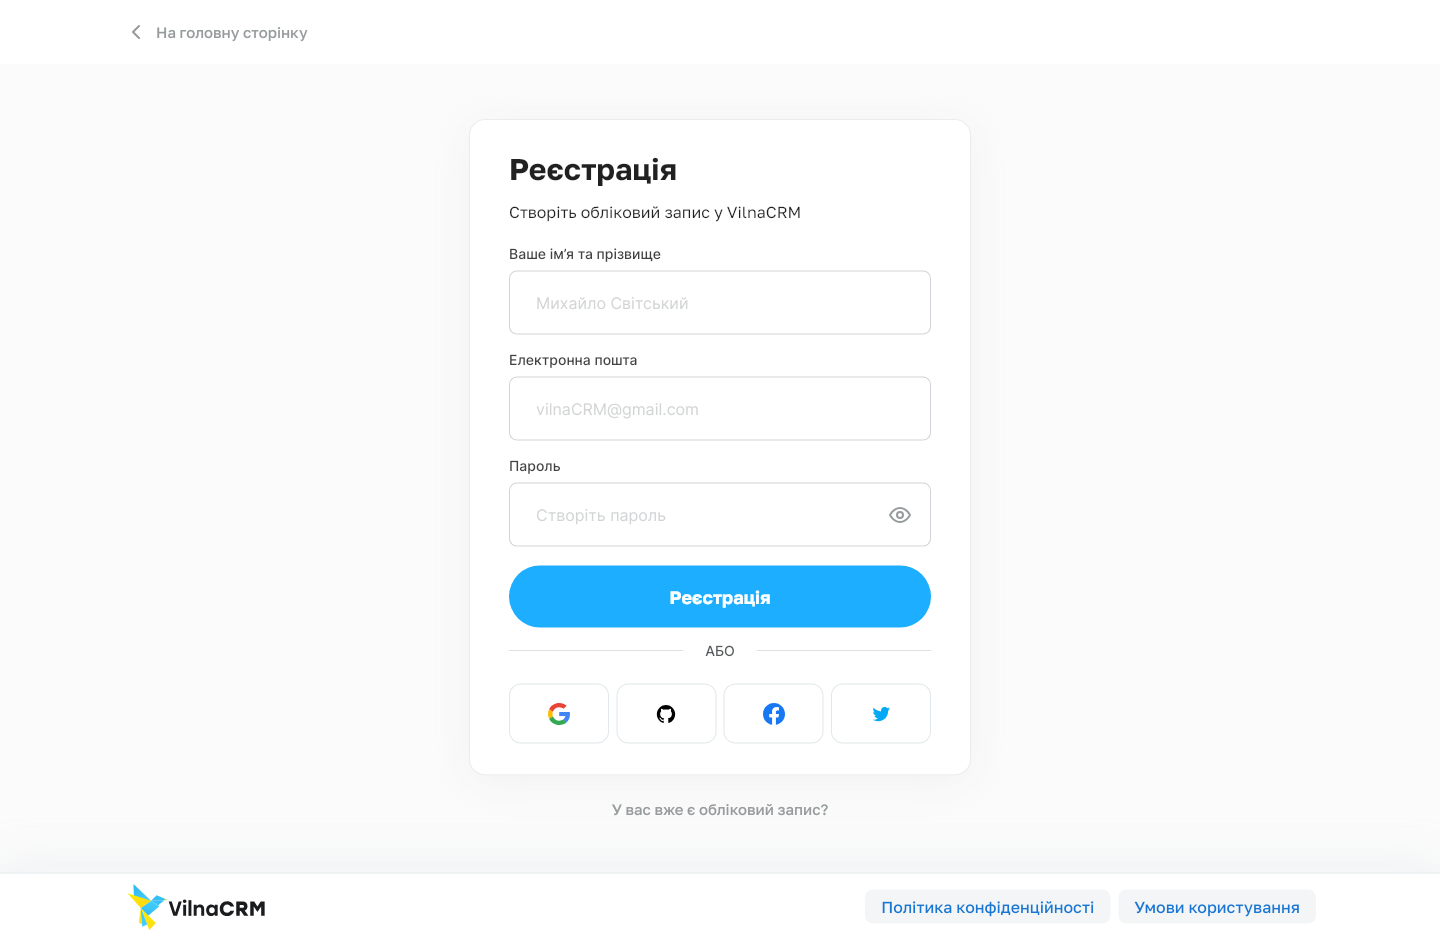 На головну сторінку
Реєстрація
Створіть обліковий запис у VilnaCRM
Ваше ім'я та прізвище
Михайло Світський
Електронна пошта
vilnaCRM@gmail.com
Пароль
Створіть пароль
Реєстрація
АБО
У вас вже є обліковий запис?
VilnaCRM
Політика конфіденційності
Умови користування